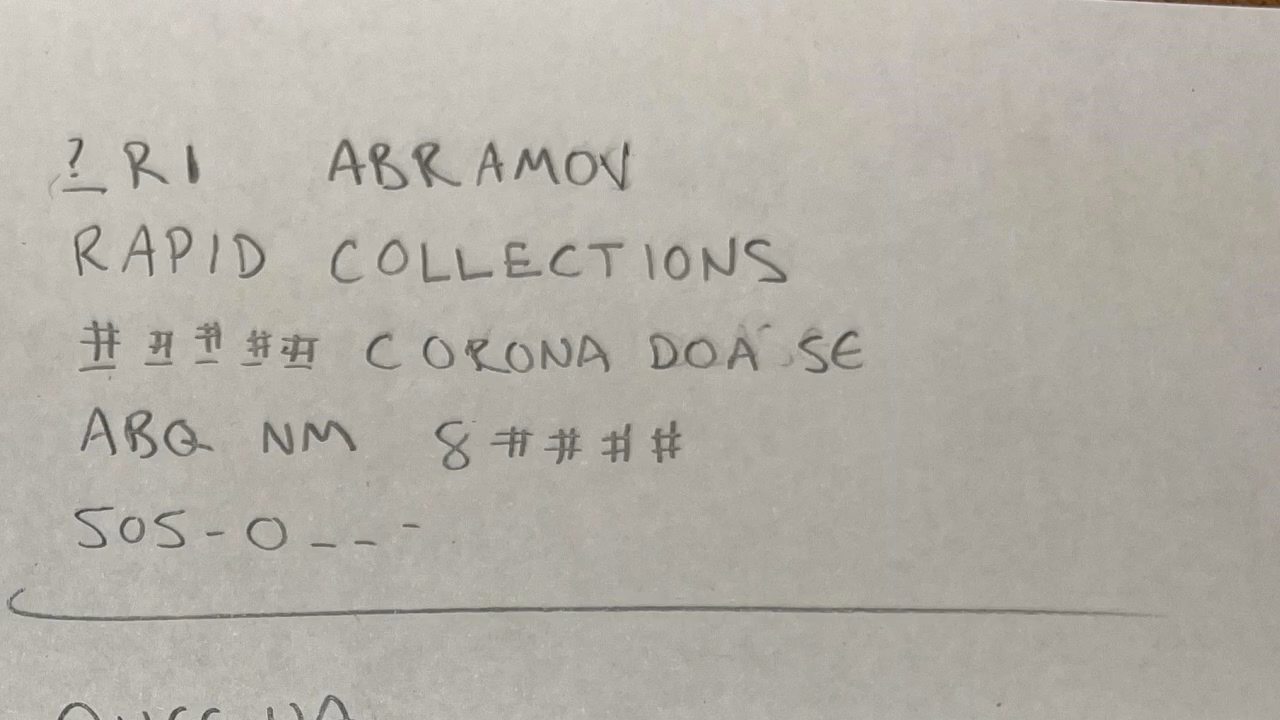 ? RI ABRAMOV
RAPID COLLECTIONS
# # # # # CORONA DOA SE
ABQ NM 8 # # # #
505-0 _ _ -